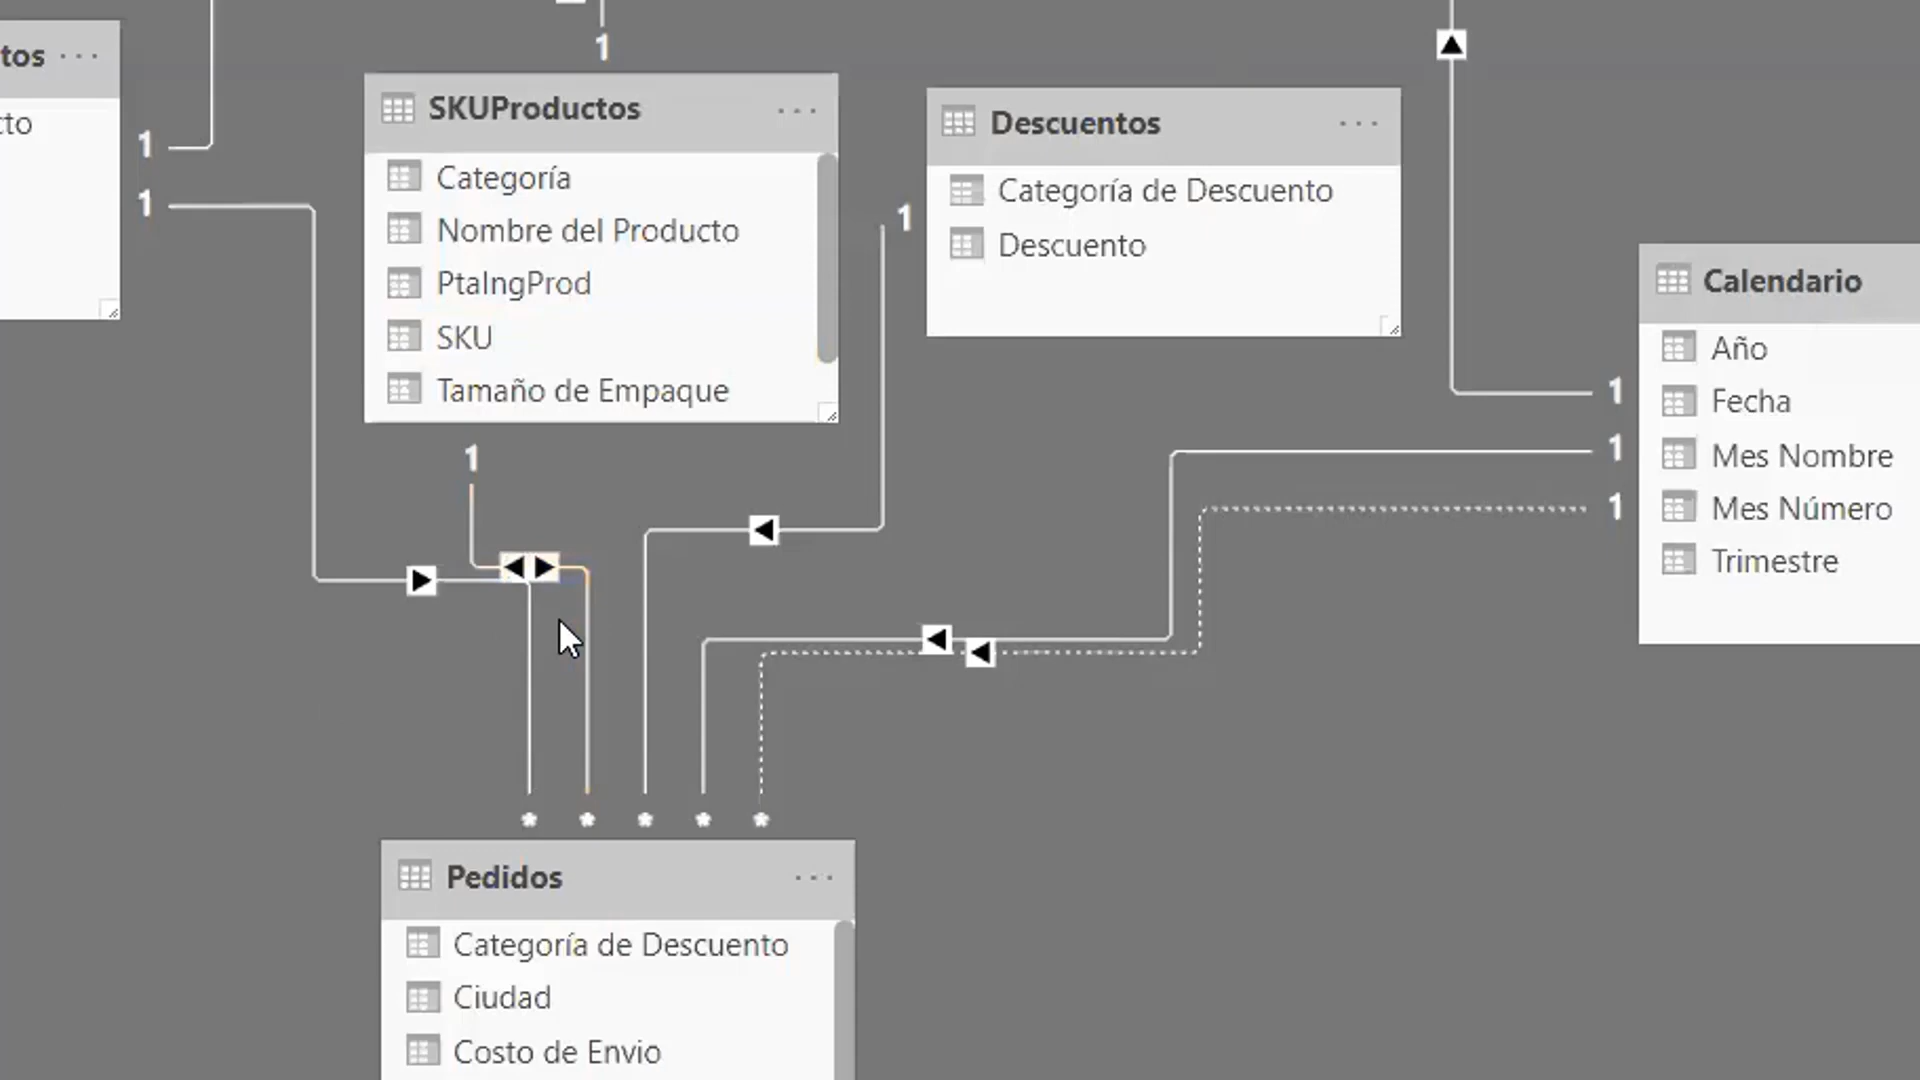 tos
cto
1
1
1
SKUProductos
Categoría
Nombre del Producto
PtaIngProd
SKU
Tamaño de Empaque
1
1
Descuentos
Categoría de Descuento
Descuento
1
1
1
Calendario
Año
Fecha
Mes Nombre
Mes Número
Trimestre
* * * * *
Pedidos
Categoría de Descuento
Ciudad
Costo de Envio